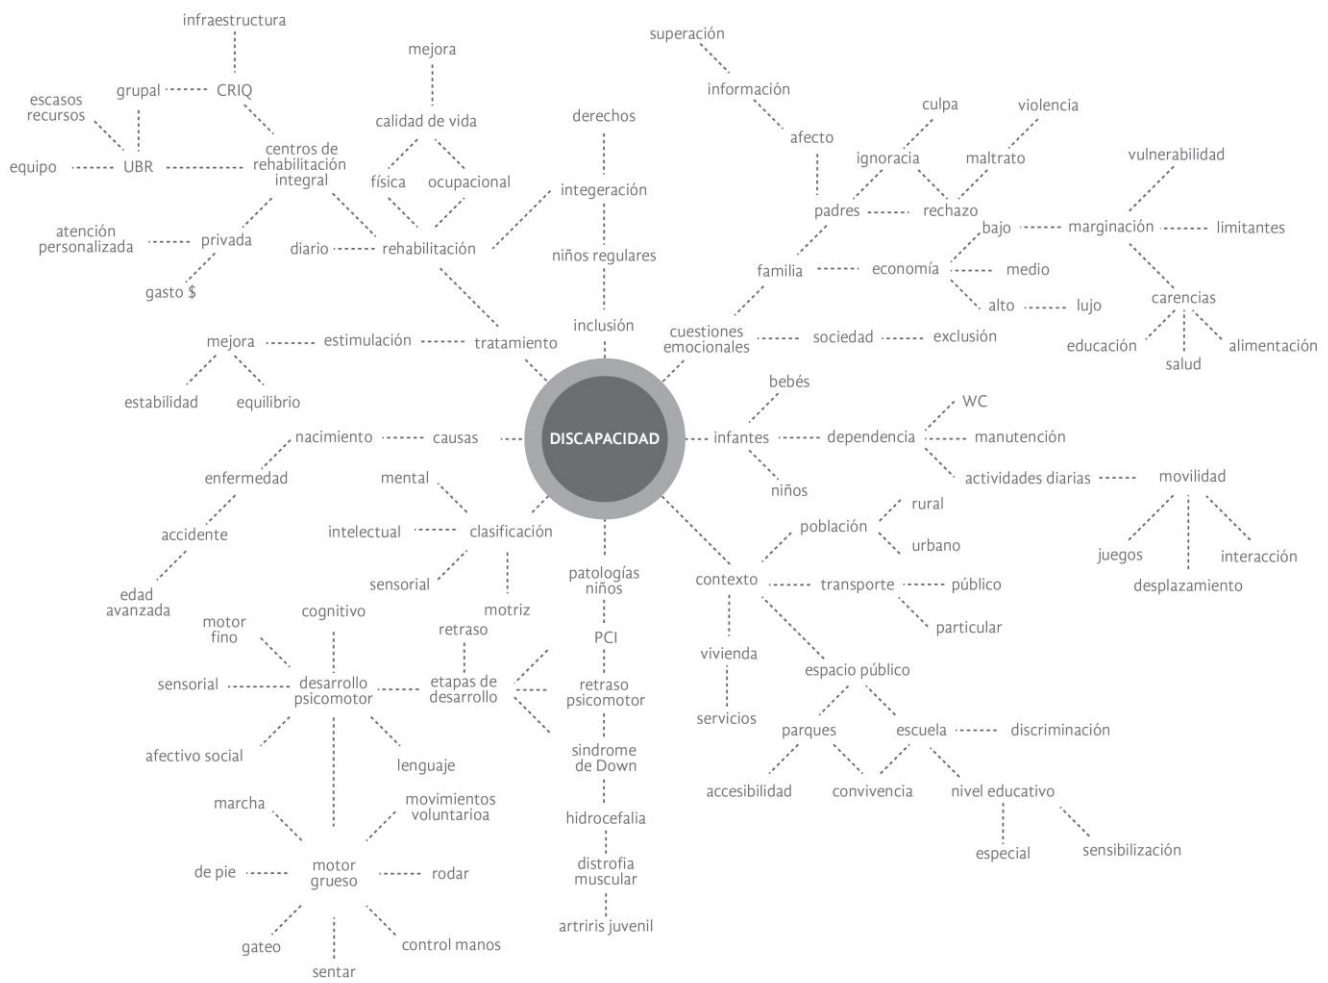 infraestructura
superación
mejora
grupal
CRIQ
información
escasos
recursos
culpa
violencia
derechos
calidad de vida
afecto
equipo
UBR
centros de
rehabilitación
integral
ignoracia
maltrato
vulnerabilidad
física
ocupacional
integeración
padres
rechazo
atención
personalizada
privada
diario
rehabilitación
niños regulares
bajo
marginación
limitantes
familia
economía
medio
gasto $
carencias
alto
lujo
inclusión
mejora
estimulación
tratamiento
cuestiones
emocionales
sociedad
exclusión
educación
salud
alimentación
estabilidad
equilibrio
bebés
WC
nacimiento
causas
DISCAPACIDAD
infantes
dependencia
manutención
enfermedad
mental
niños
actividades diarias
movilidad
rural
accidente
intelectual
clasificación
población
urbano
juegos
interacción
edad
avanzada
sensorial
motriz
patologías
niños
contexto
transporte
público
desplazamiento
particular
motor
fino
cognitivo
retraso
PCI
vivienda
espacio público
sensorial
desarrollo
psicomotor
etapas de
desarrollo
retraso
psicomotor
servicios
parques
escuela
discriminación
afectivo social
lenguaje
sindrome
de Down
accesibilidad
convivencia
nivel educativo
marcha
movimientos
voluntarioa
hidrocefalia
especial
sensibilización
de pie
motor
grueso
rodar
distrofia
muscular
artriris juvenil
gateo
sentar
control manos